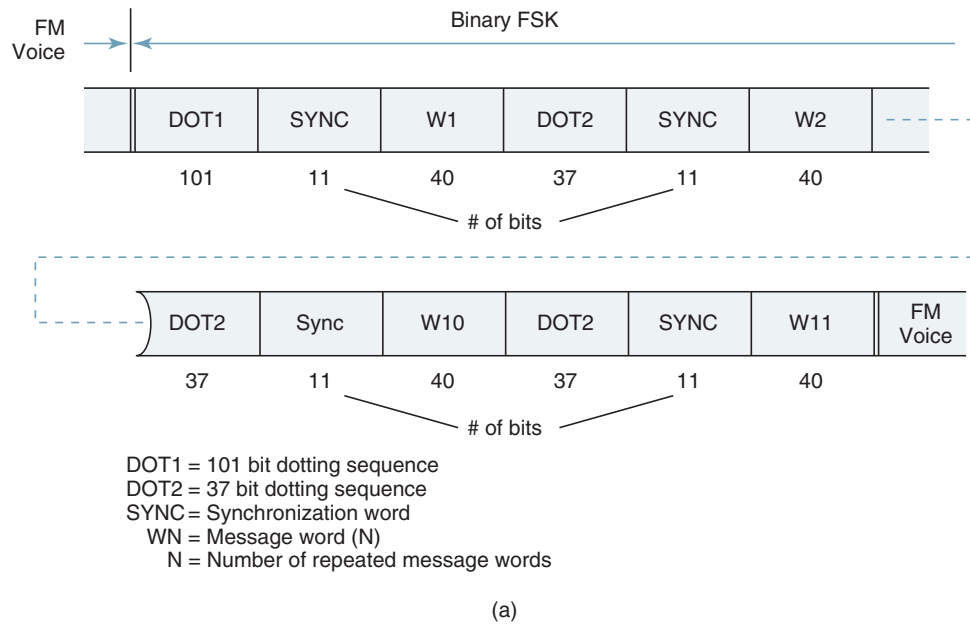 FM
Voice
Binary FSK
DOT1 SYNC W1 DOT2 SYNC W2
101 11 40 37 11 40
# of bits
DOT2 Sync W10 DOT2 SYNC W11 FM
Voice
37 11 40 37 11 40
# of bits
DOT1 = 101 bit dotting sequence
DOT2 = 37 bit dotting sequence
SYNC = Synchronization word
WN = Message word (N)
N = Number of repeated message words
(a)